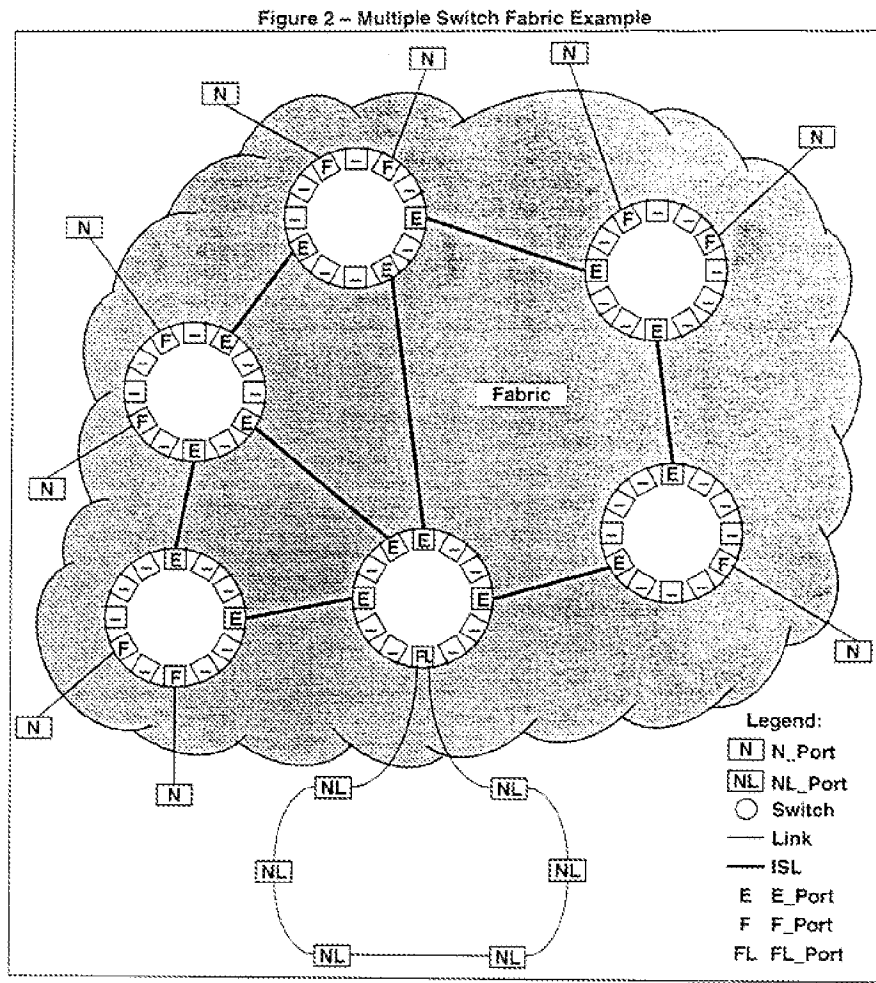 Figure 2 – Multiple Switch Fabric Example
N
N
N
N
F
F
E
E
E
N
F
F
E
E
N
F
E
E
E
F
N
Fabric
E
E
F
N
E
E
F
F
N
N
E
E
E
E
FL
NL
NL
NL
NL
NL
NL
Legend:
N N_Port
NL NL_Port
Switch
Link
ISL
E E_Port
F F_Port
FL FL_Port